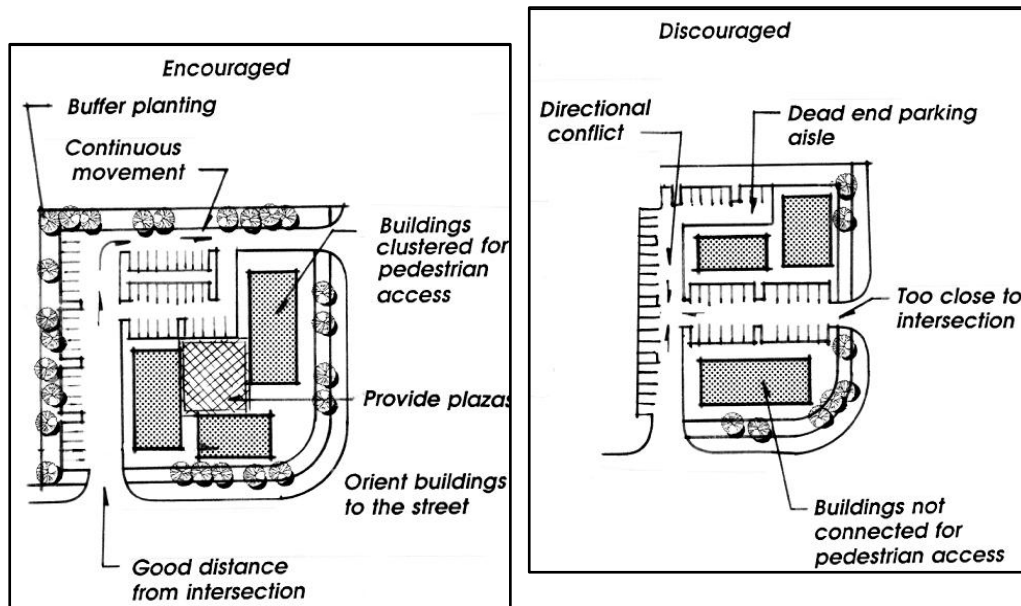 Encouraged
Buffer planting
Continuous
movement
Buildings
clustered for
pedestrian
access
Provide plazas
Orient buildings
to the street
Good distance
from intersection
Discouraged
Directional
conflict
Dead end parking
aisle
Too close to
intersection
Buildings not
connected for
pedestrian access